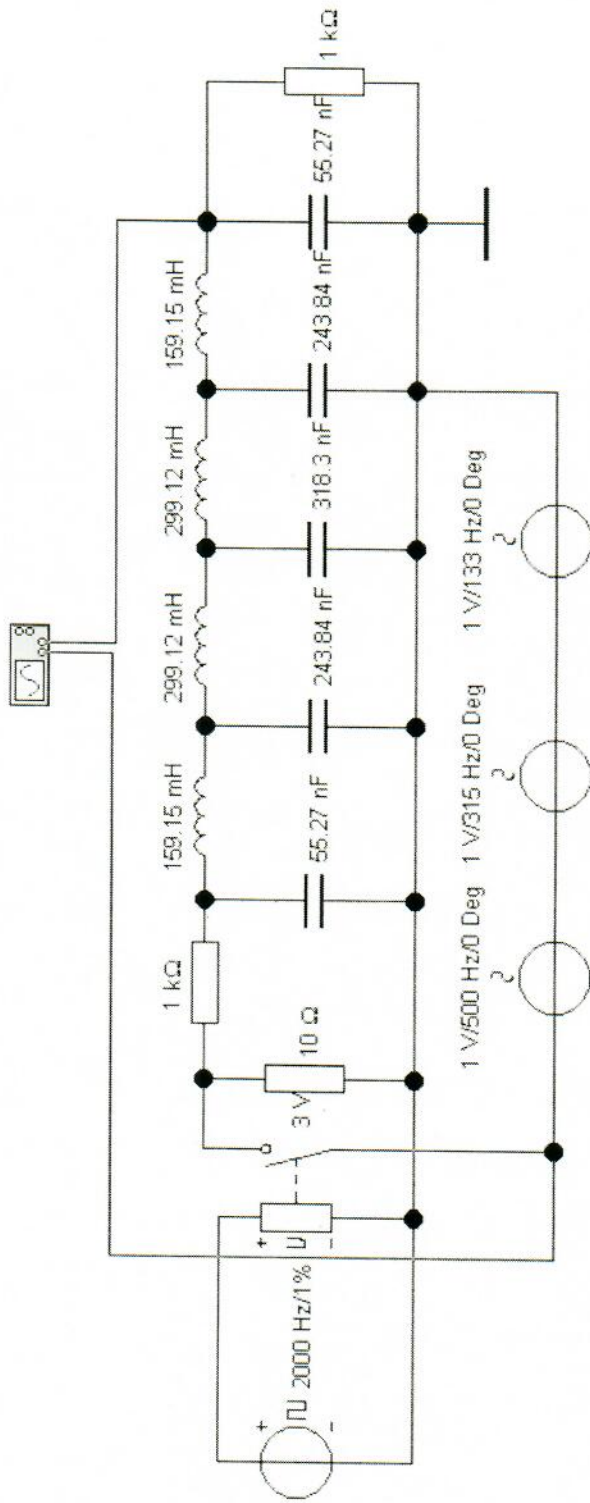 2000 Hz/1%
3 V
10 Ω
1 kΩ
55.27 nF
159.15 mH
243.84 nF
299.12 mH
318.3 nF
299.12 mH
243.84 nF
159.15 mH
55.27 nF
1 kΩ
1 V/500 Hz/0 Deg
1 V/315 Hz/0 Deg
1 V/133 Hz/0 Deg